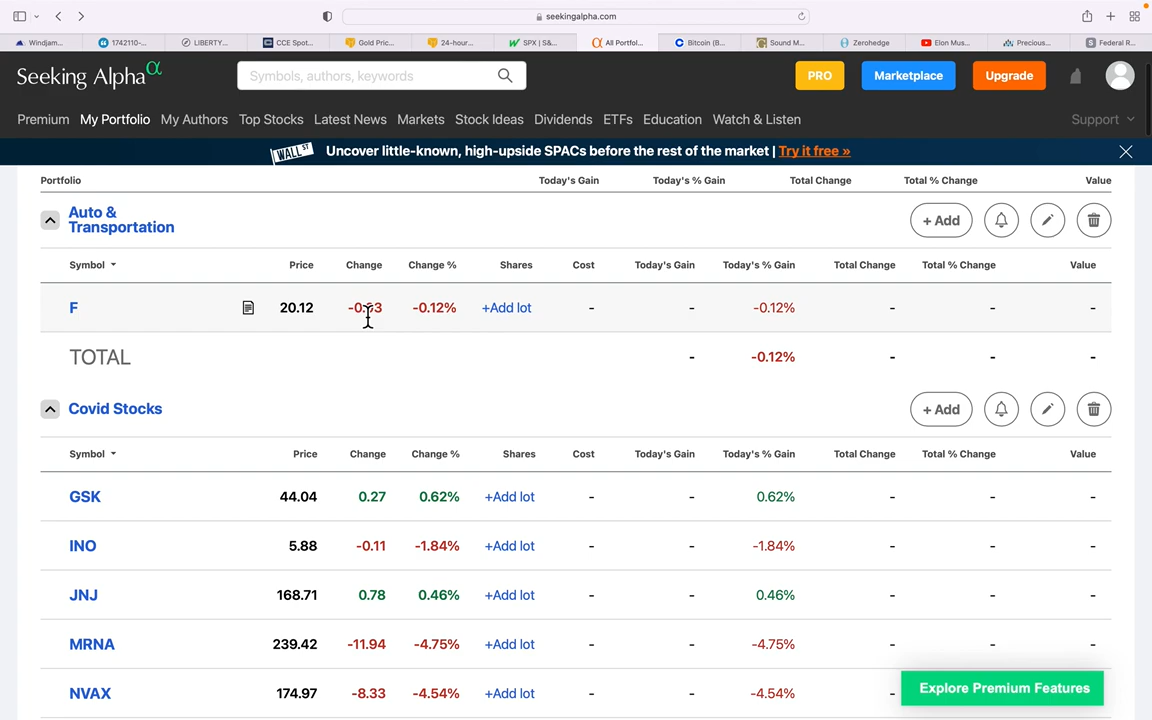 seekingalpha.com
Windjam... 1742110-... LIBERTY... CCE Spot... Gold Pric... 24-hour... SPX | S&... All Portfol... Bitcoin (B... Sound M... Zerohedge Elon Mus... Precious... Federal R...
Seeking Alpha α
Symbols, authors, keywords
PRO Marketplace Upgrade
Premium My Portfolio My Authors Top Stocks Latest News Markets Stock Ideas Dividends ETFs Education Watch & Listen Support
WALL ST Uncover little-known, high-upside SPACs before the rest of the market | Try it free »
Portfolio Today's Gain Today's % Gain Total Change Total % Change Value
Auto &
Transportation
+ Add
Symbol Price Change Change % Shares Cost Today's Gain Today's % Gain Total Change Total % Change Value
F 20.12 -0.12% +Add lot - - -0.12% - - -
TOTAL - -0.12% - - -
Covid Stocks + Add
Symbol Price Change Change % Shares Cost Today's Gain Today's % Gain Total Change Total % Change Value
GSK 44.04 0.27 0.62% +Add lot - - 0.62% - - -
INO 5.88 -0.11 -1.84% +Add lot - - -1.84% - - -
JNJ 168.71 0.78 0.46% +Add lot - - 0.46% - - -
MRNA 239.42 -11.94 -4.75% +Add lot - - -4.75% - - -
NVAX 174.97 -8.33 -4.54% +Add lot - - -4.54% -
Explore Premium Features